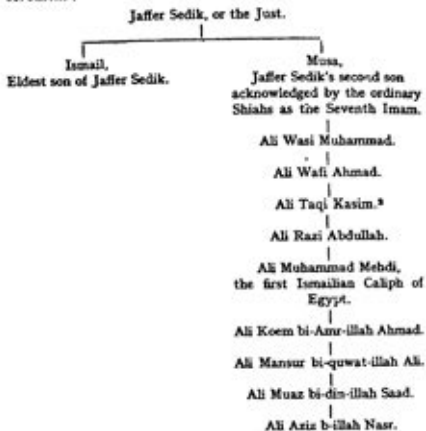 Jaffer Sedik, or the Just.
Ismail,
Eldest son of Jaffer Sedik.
Musa,
Jaffer Sedik's second son
acknowledged by the ordinary
Shiahs as the Seventh Imam.
Ali Wasi Muhammad.
Ali Wafi Ahmad.
Ali Taqi Kasim.²
Ali Razi Abdullah.
Ali Muhammad Mehdi,
the first Ismailian Caliph of
Egypt.
Ali Koem bi-Amr-illah Ahmad.
Ali Mansur bi-quwat-illah Ali.
Ali Muaz bi-din-illah Saad.
Ali Aziz b-illah Nasr.